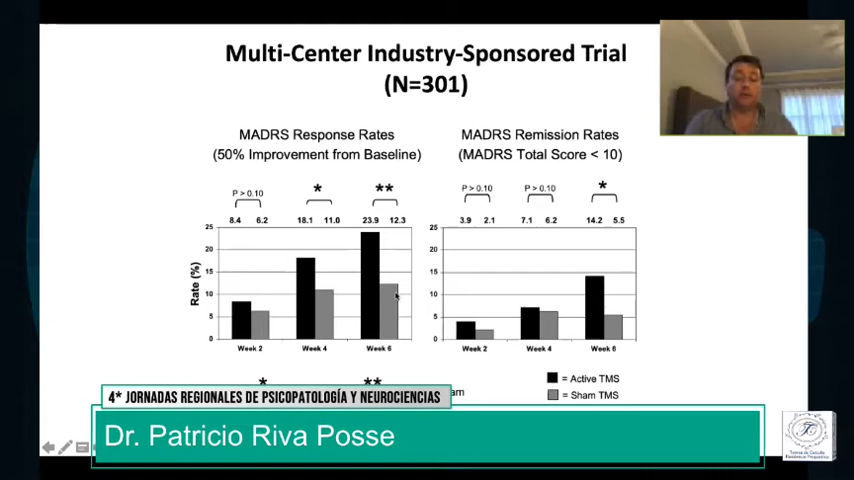 Multi-Center Industry-Sponsored Trial
(N=301)
MADRS Response Rates
(50% Improvement from Baseline)
MADRS Remission Rates
(MADRS Total Score < 10)
P > 0.10
*
**
P > 0.10
P > 0.10
*
8.4 6.2 18.1 11.0 23.9 12.3
3.9 2.1 7.1 6.2 14.2 5.5
Rate (%)
25
20
15
10
5
0
25
20
15
10
5
0
Week 2 Week 4 Week 6
Week 2 Week 4 Week 6
= Active TMS
= Sham TMS
*
**
am
4* JORNADAS REGIONALES DE PSICOPATOLOGÍA Y NEUROCIENCIAS
Dr. Patricio Riva Posse